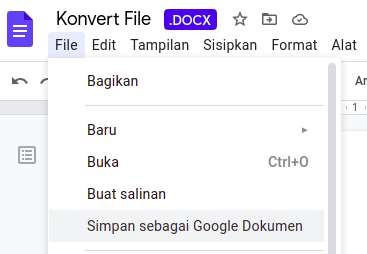 Konvert File .DOCX
File Edit Tampilan Sisipkan Format Alat
Bagikan
Baru
Buka Ctrl+O
Buat salinan
Simpan sebagai Google Dokumen
1